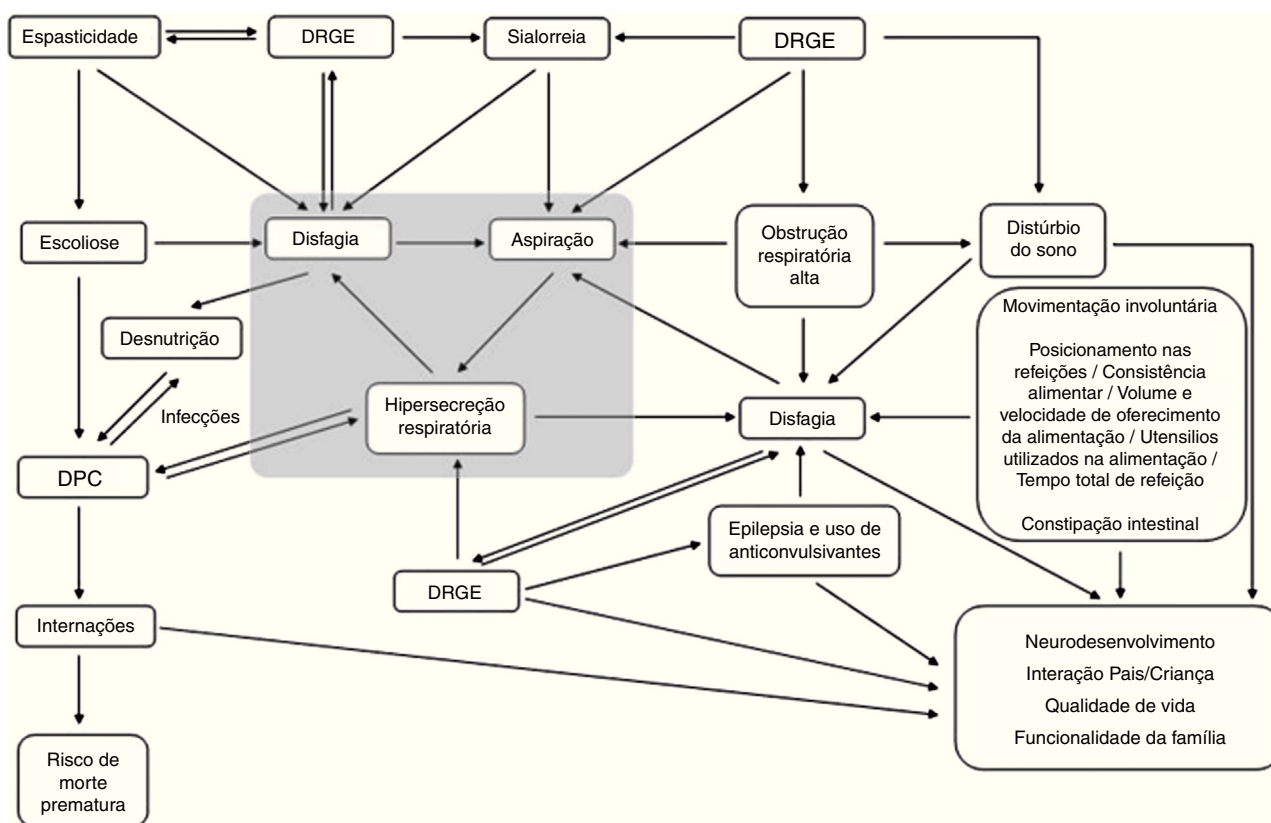 Espasticidade
DRGE
Sialorreia
DRGE
Escoliose
Disfagia
Aspiração
Obstrução
respiratória
alta
Distúrbio
do sono
Desnutrição
Infecções
Hipersecreção
respiratória
Disfagia
Movimentação involuntária
Posicionamento nas
refeições / Consistência
alimentar / Volume e
velocidade de oferecimento
da alimentação / Utensilios
utilizados na alimentação /
Tempo total de refeição
Constipação intestinal
DPC
Epilepsia e uso de
anticonvulsivantes
DRGE
Internações
Neurodesenvolvimento
Interação Pais/Criança
Qualidade de vida
Funcionalidade da família
Risco de
morte
prematura